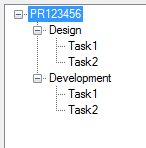 PR123456
Design
Task1
Task2
Development
Task1
Task2